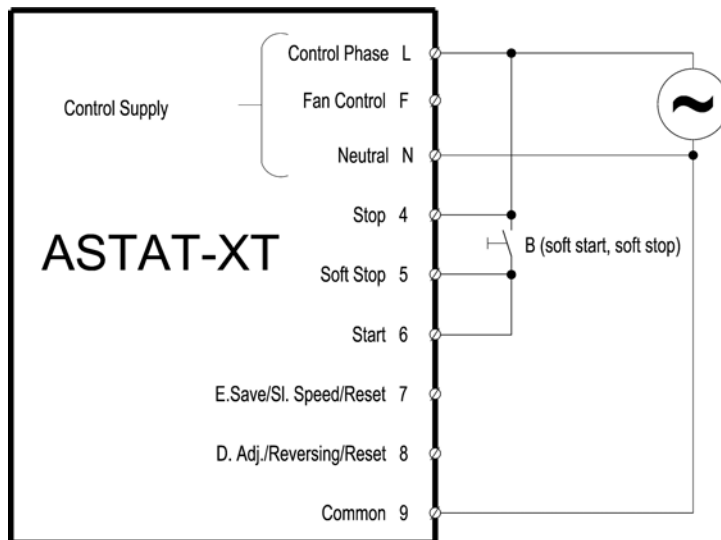 Control Phase L
Control Supply
Fan Control F
Neutral N
Stop 4
ASTAT-XT
B (soft start, soft stop)
Soft Stop 5
Start 6
E.Save/Sl. Speed/Reset 7
D. Adj./Reversing/Reset 8
Common 9